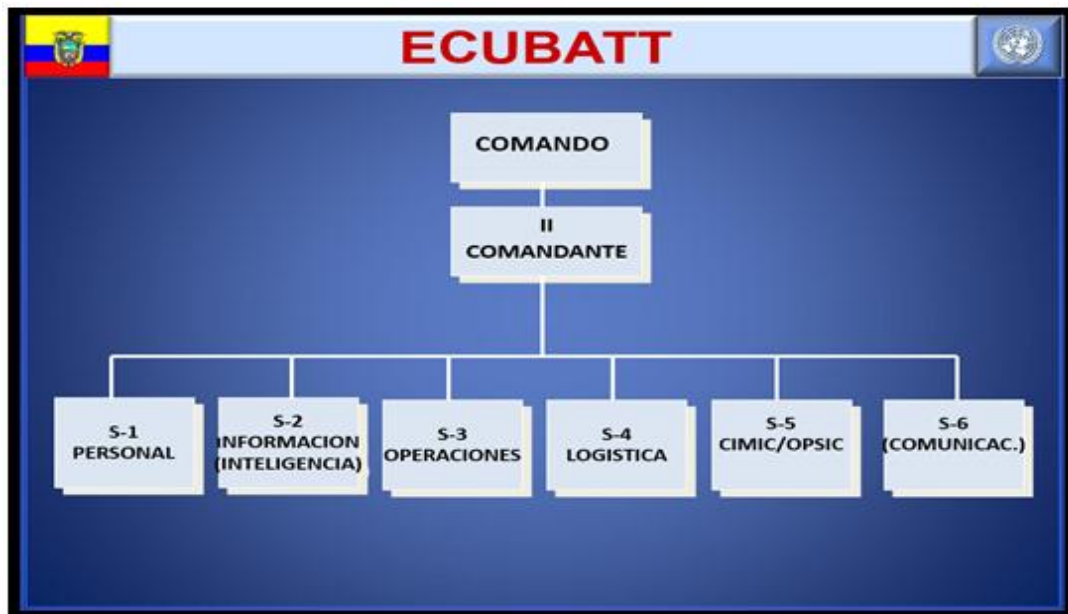 ECUBATT
COMANDO
II
COMANDANTE
S-1
PERSONAL
S-2
INFORMACION
(INTELIGENCIA)
S-3
OPERACIONES
S-4
LOGISTICA
S-5
CIMIC/OPSIC
S-6
(COMUNICAC.)